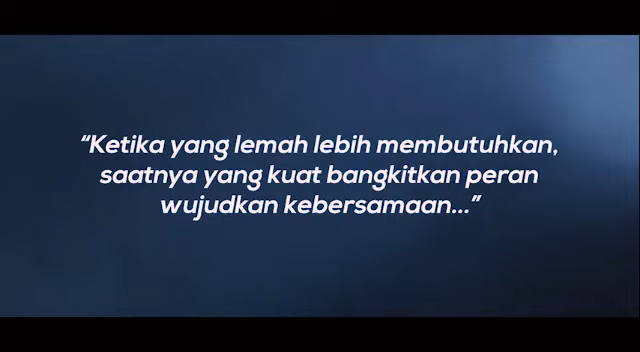 “Ketika yang lemah lebih membutuhkan,
saatnya yang kuat bangkitkan peran
wujudkan kebersamaan...”